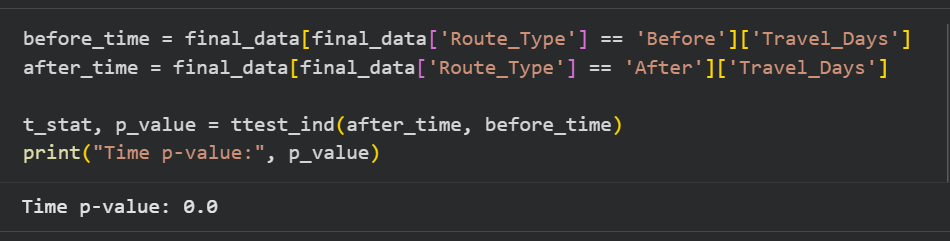 before_time = final_data[final_data['Route_Type'] == 'Before']['Travel_Days']
after_time = final_data[final_data['Route_Type'] == 'After']['Travel_Days']
t_stat, p_value = ttest_ind(after_time, before_time)
print("Time p-value:", p_value)
Time p-value: 0.0